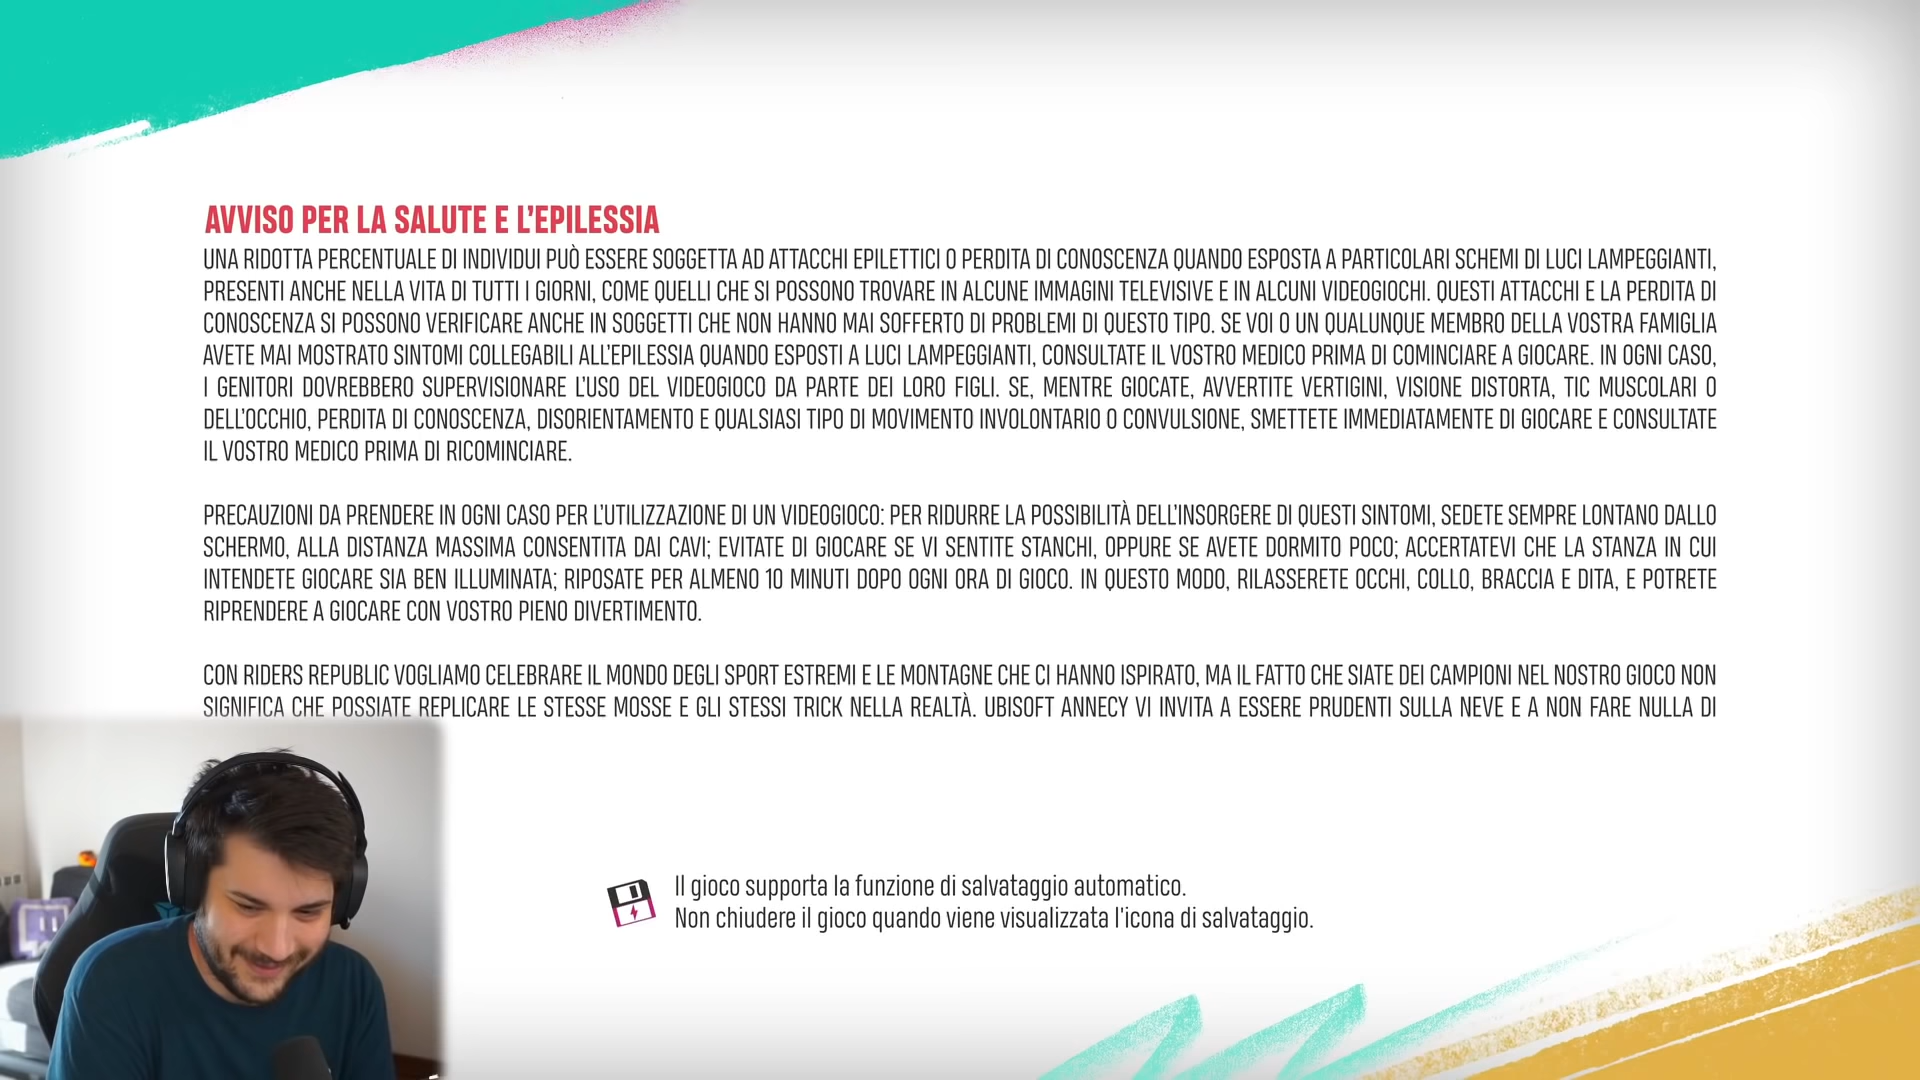 AVVISO PER LA SALUTE E L'EPILESSIA
UNA RIDOTTA PERCENTUALE DI INDIVIDUI PUÒ ESSERE SOGGETTA AD ATTACCHI EPILETTICI O PERDITA DI CONOSCENZA QUANDO ESPOSTA A PARTICOLARI SCHEMI DI LUCI LAMPEGGIANTI,
PRESENTI ANCHE NELLA VITA DI TUTTI I GIORNI, COME QUELLI CHE SI POSSONO TROVARE IN ALCUNE IMMAGINI TELEVISIVE E IN ALCUNI VIDEOGIOCHI. QUESTI ATTACCHI E LA PERDITA DI
CONOSCENZA SI POSSONO VERIFICARE ANCHE IN SOGGETTI CHE NON HANNO MAI SOFFERTO DI PROBLEMI DI QUESTO TIPO. SE VOI O UN QUALUNQUE MEMBRO DELLA VOSTRA FAMIGLIA
AVETE MAI MOSTRATO SINTOMI COLLEGABILI ALL'EPILESSIA QUANDO ESPOSTI A LUCI LAMPEGGIANTI, CONSULTATE IL VOSTRO MEDICO PRIMA DI COMINCIARE A GIOCARE. IN OGNI CASO,
I GENITORI DOVREBBERO SUPERVISIONARE L'USO DEL VIDEOGIOCO DA PARTE DEI LORO FIGLI. SE, MENTRE GIOCATE, AVVERTITE VERTIGINI, VISIONE DISTORTA, TIC MUSCOLARI O
DELL'OCCHIO, PERDITA DI CONOSCENZA, DISORIENTAMENTO E QUALSIASI TIPO DI MOVIMENTO INVOLONTARIO O CONVULSIONE, SMETTETE IMMEDIATAMENTE DI GIOCARE E CONSULTATE
IL VOSTRO MEDICO PRIMA DI RICOMINCIARE.
PRECAUZIONI DA PRENDERE IN OGNI CASO PER L'UTILIZZAZIONE DI UN VIDEOGIOCO: PER RIDURRE LA POSSIBILITÀ DELL'INSORGERE DI QUESTI SINTOMI, SEDETE SEMPRE LONTANO DALLO
SCHERMO, ALLA DISTANZA MASSIMA CONSENTITA DAI CAVI; EVITATE DI GIOCARE SE VI SENTITE STANCHI, OPPURE SE AVETE DORMITO POCO; ACCERTATEVI CHE LA STANZA IN CUI
INTENDETE GIOCARE SIA BEN ILLUMINATA; RIPOSATE PER ALMENO 10 MINUTI DOPO OGNI ORA DI GIOCO. IN QUESTO MODO, RILASSERETE OCCHI, COLLO, BRACCIA E DITA, E POTRETE
RIPRENDERE A GIOCARE CON VOSTRO PIENO DIVERTIMENTO.
CON RIDERS REPUBLIC VOGLIAMO CELEBRARE IL MONDO DEGLI SPORT ESTREMI E LE MONTAGNE CHE CI HANNO ISPIRATO, MA IL FATTO CHE SIATE DEI CAMPIONI NEL NOSTRO GIOCO NON
SIGNIFICA CHE POSSIATE REPLICARE LE STESSE MOSSE E GLI STESSI TRICK NELLA REALTÀ. UBISOFT ANNECY VI INVITA A ESSERE PRUDENTI SULLA NEVE E A NON FARE NULLA DI
Il gioco supporta la funzione di salvataggio automatico.
Non chiudere il gioco quando viene visualizzata l'icona di salvataggio.